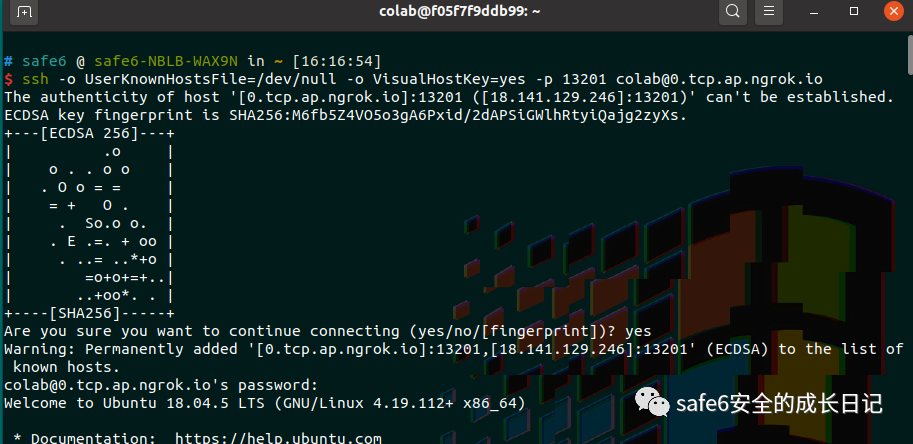 colab@f05f7f9ddb99: ~
# safe6 @ safe6-NBLB-WAX9N in ~ [16:16:54]
$ ssh -o UserKnownHostsFile=/dev/null -o VisualHostKey=yes -p 13201 colab@0.tcp.ap.ngrok.io
The authenticity of host '[0.tcp.ap.ngrok.io]:13201 ([18.141.129.246]:13201)' can't be established.
ECDSA key fingerprint is SHA256:M6fb5Z4VO5o3gA6Pxid/2dAPSiGWlhRtyiQajg2zyXs.
+---[ECDSA 256]---+
|           .o     |
|    o . . o o    |
|   . O o = =     |
|    = +   O .    |
|     .  So.o o.  |
|    . E .=. + oo |
|     . ..= ..*+o |
|        =o+o+=+..|
|       ..+oo*. . |
+----[SHA256]-----+
Are you sure you want to continue connecting (yes/no/[fingerprint])? yes
Warning: Permanently added '[0.tcp.ap.ngrok.io]:13201,[18.141.129.246]:13201' (ECDSA) to the list of
known hosts.
colab@0.tcp.ap.ngrok.io's password:
Welcome to Ubuntu 18.04.5 LTS (GNU/Linux 4.19.112+ x86_64)
safe6安全的成长日记
* Documentation:  https://help.ubuntu.com